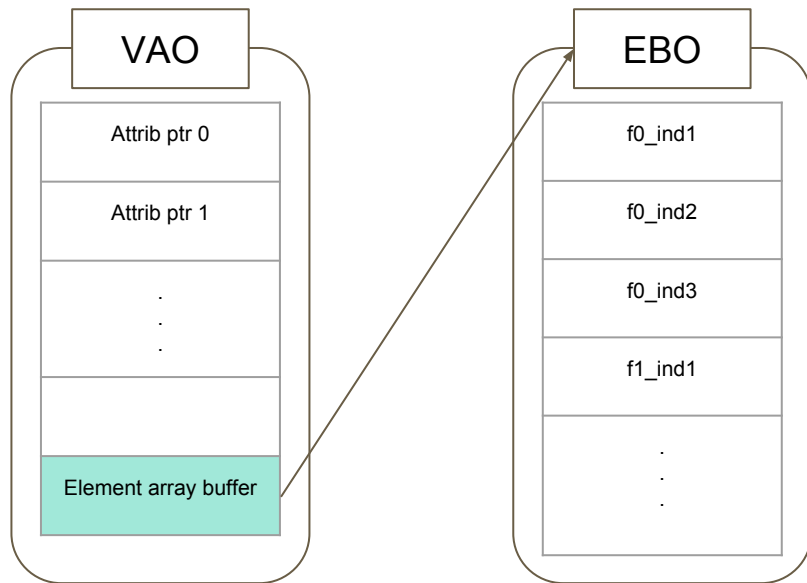 VAO
Attrib ptr 0
Attrib ptr 1
.
.
.
Element array buffer
EBO
f0_ind1
f0_ind2
f0_ind3
f1_ind1
.
.
.